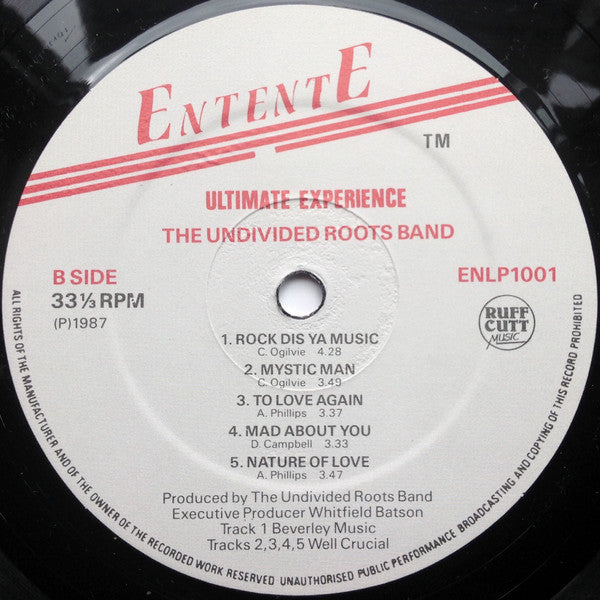 ENTENTE
TM
ULTIMATE EXPERIENCE
THE UNDIVIDED ROOTS BAND
B SIDE
33⅓ RPM
(P)1987
ENLP1001
RUFF
CUTT
MUSIC
1. ROCK DIS YA MUSIC
C. Ogilvie 4.28
2. MYSTIC MAN
C. Ogilvie 3.49
3. TO LOVE AGAIN
A. Phillips 3.37
4. MAD ABOUT YOU
D. Campbell 3.33
5. NATURE OF LOVE
A. Phillips 3.47
Produced by The Undivided Roots Band
Executive Producer Whitfield Batson
Track 1 Beverley Music
Tracks 2,3,4,5 Well Crucial
ALL RIGHTS OF THE MANUFACTURER AND OF THE OWNER OF THE RECORDED WORK RESERVED UNAUTHORISED PUBLIC PERFORMANCE BROADCASTING AND COPYING OF THIS RECORD PROHIBITED